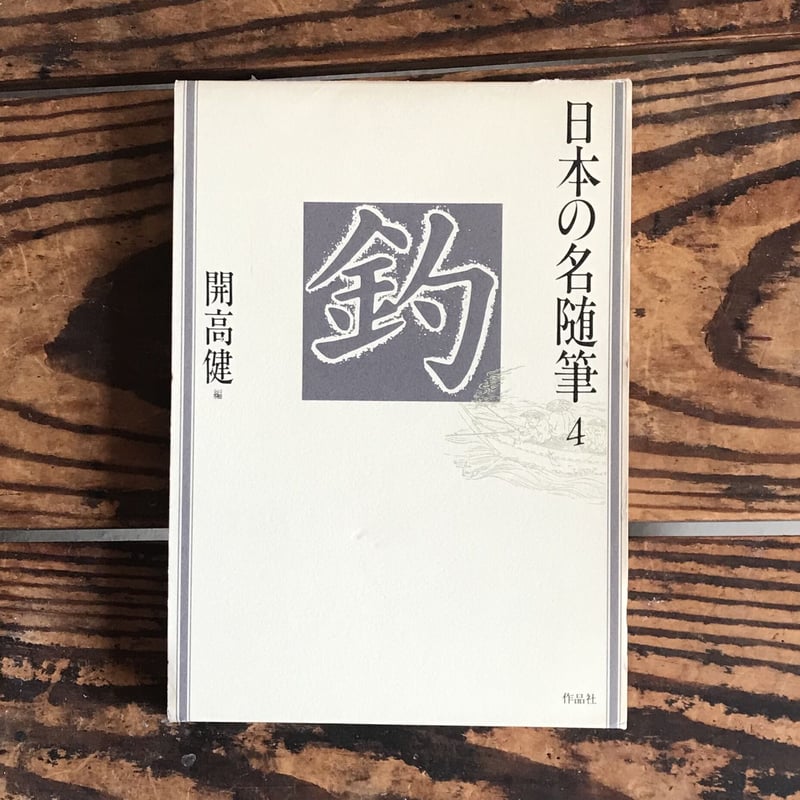 日本の名随筆 4
釣
開高健 編
作品社